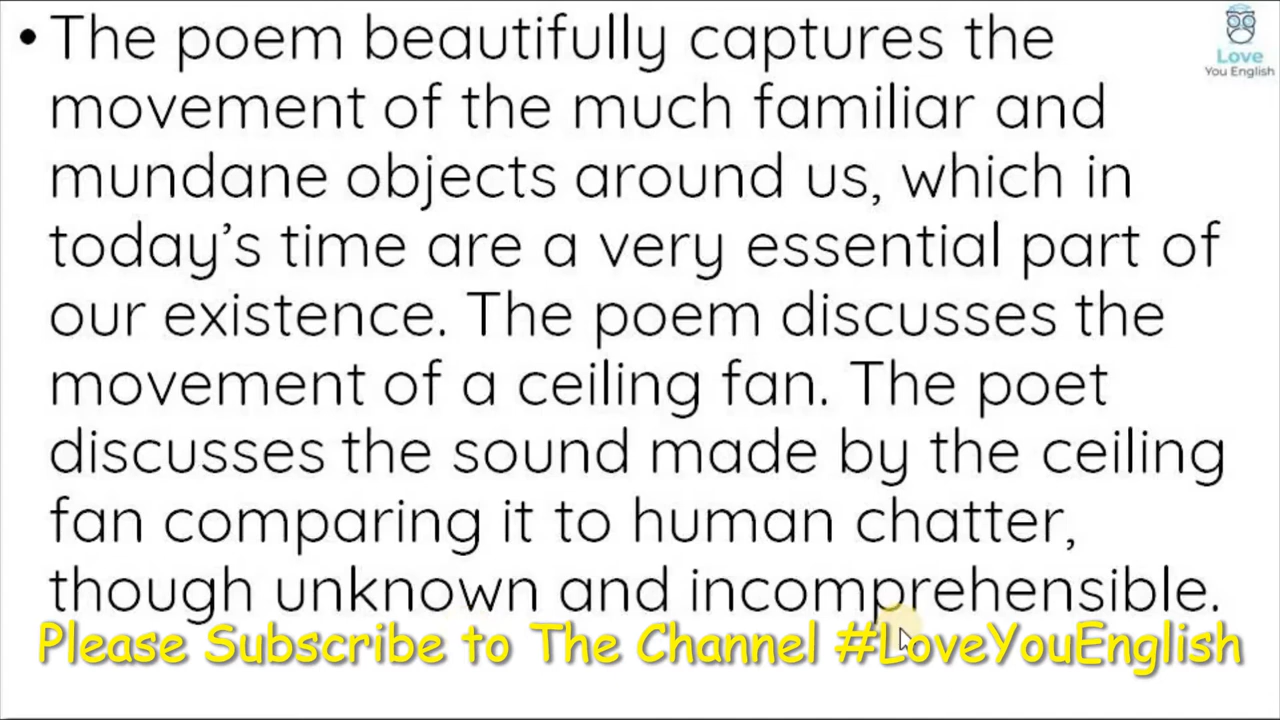 • The poem beautifully captures the
movement of the much familiar and
mundane objects around us, which in
today's time are a very essential part of
our existence. The poem discusses the
movement of a ceiling fan. The poet
discusses the sound made by the ceiling
fan comparing it to human chatter,
though unknown and incomprehensible.
Please Subscribe to The Channel #LoveYouEnglish
Love
You English